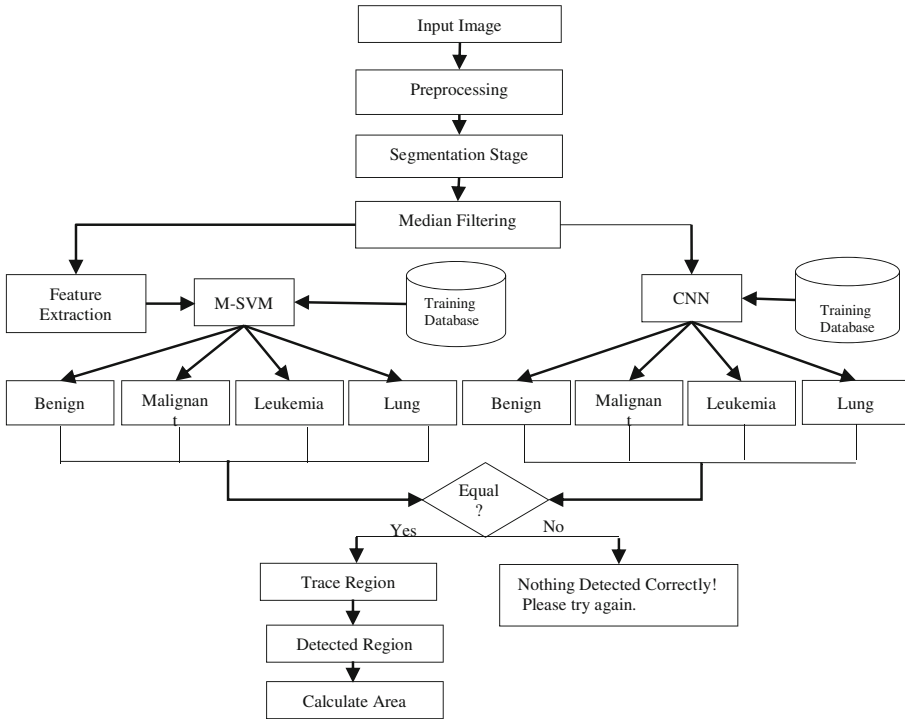 Input Image
Preprocessing
Segmentation Stage
Median Filtering
Feature
Extraction
M-SVM
Training
Database
CNN
Training
Database
Benign
Malignan
t
Leukemia
Lung
Benign
Malignan
t
Leukemia
Lung
Equal
?
Yes
No
Trace Region
Nothing Detected Correctly!
Please try again.
Detected Region
Calculate Area